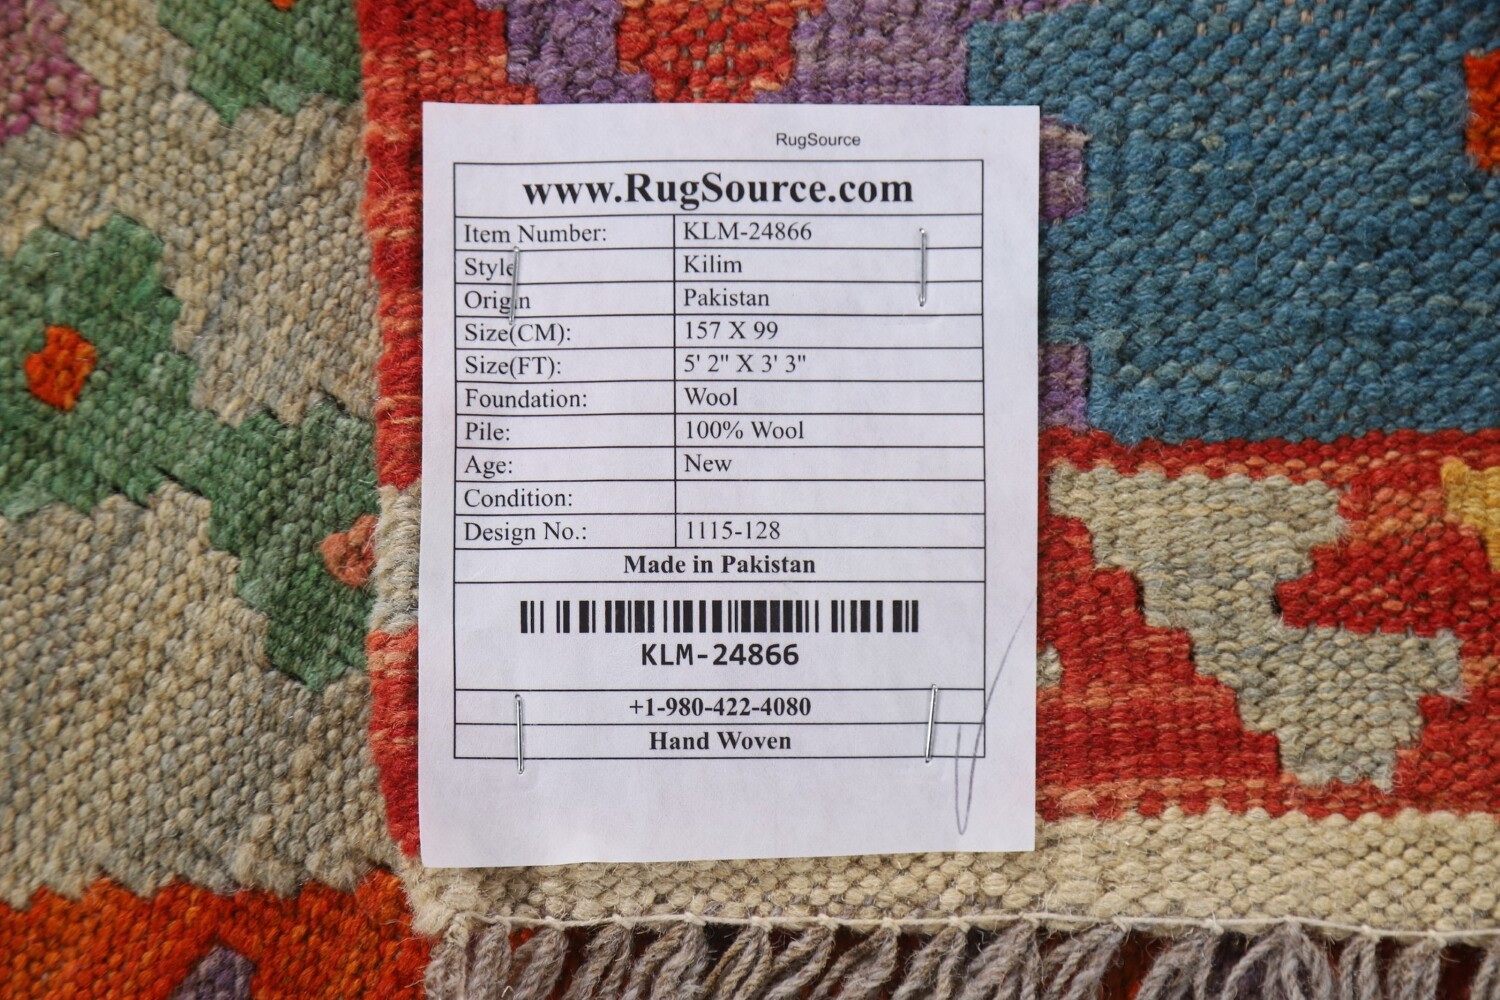 RugSource
www.RugSource.com
Item Number: KLM-24866
Style Kilim
Origin Pakistan
Size(CM): 157 X 99
Size(FT): 5' 2" X 3' 3"
Foundation: Wool
Pile: 100% Wool
Age: New
Condition:
Design No.: 1115-128
Made in Pakistan
KLM-24866
+1-980-422-4080
Hand Woven